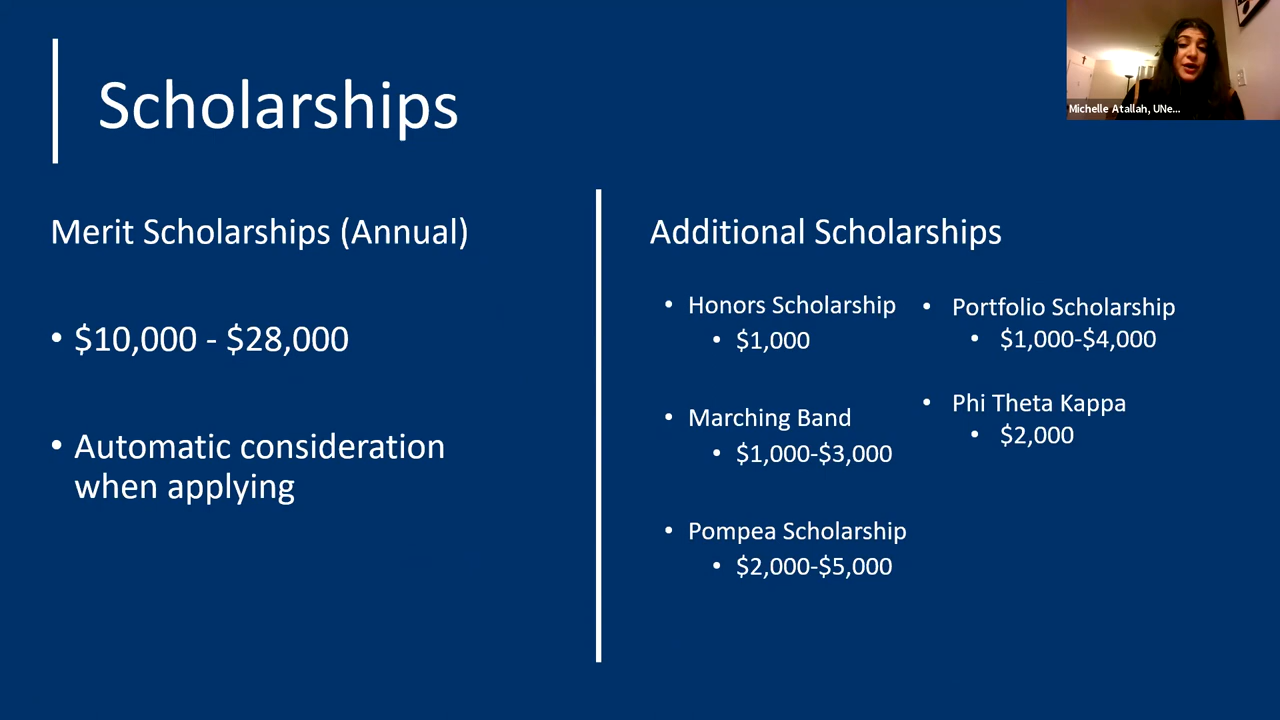 Scholarships
Michelle Atallah, UNe...
Merit Scholarships (Annual)
• $10,000 - $28,000
• Automatic consideration
when applying
Additional Scholarships
• Honors Scholarship
• $1,000
• Marching Band
• $1,000-$3,000
• Pompea Scholarship
• $2,000-$5,000
• Portfolio Scholarship
• $1,000-$4,000
• Phi Theta Kappa
• $2,000